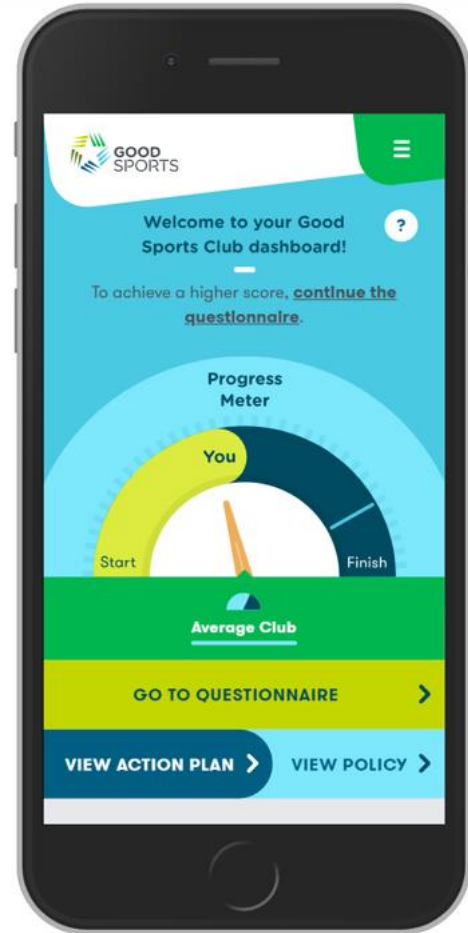 GOOD
SPORTS
Welcome to your Good
Sports Club dashboard!
?
To achieve a higher score, continue the
questionnaire.
Progress
Meter
You
Start
Finish
Average Club
GO TO QUESTIONNAIRE
VIEW ACTION PLAN
VIEW POLICY